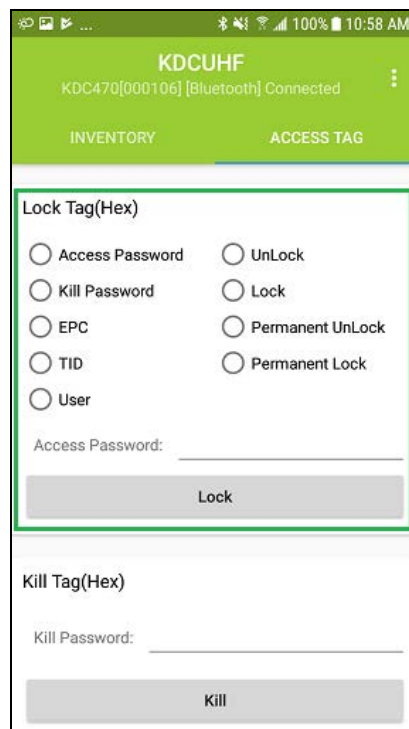 ... 100% 10:58 AM
KDCUHF
KDC470[000106] [Bluetooth] Connected
INVENTORY ACCESS TAG
Lock Tag(Hex)
Access Password UnLock
Kill Password Lock
EPC Permanent UnLock
TID Permanent Lock
User
Access Password:
Lock
Kill Tag(Hex)
Kill Password:
Kill